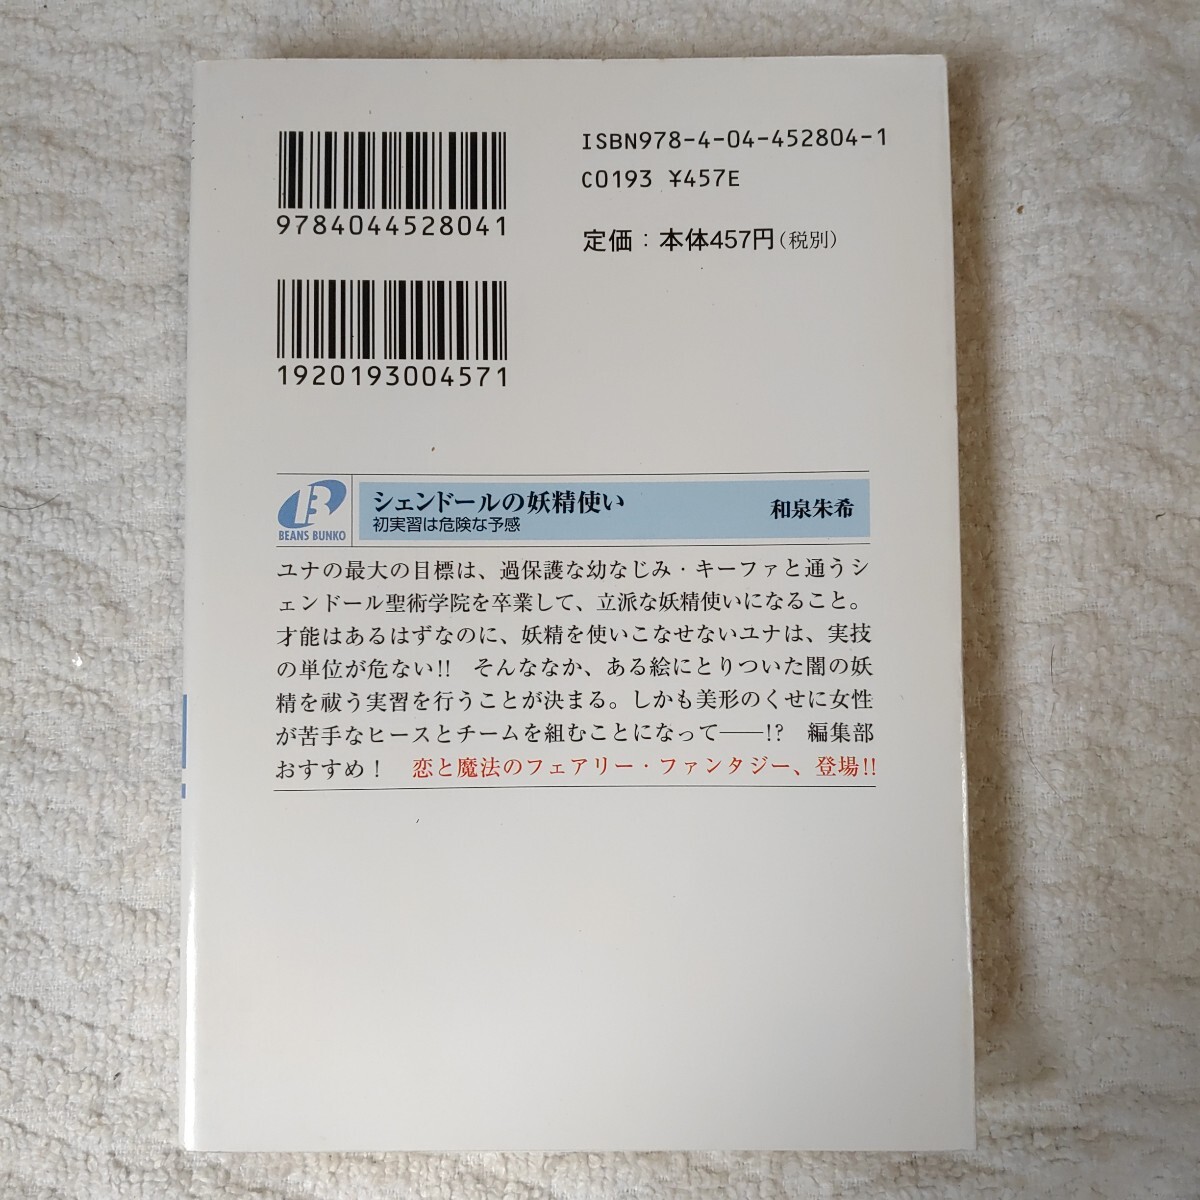 9784044528041
ISBN978-4-04-452804-1
C0193 ¥457E
定価：本体457円(税別)
1920193004571
BEANS BUNKO
シェンドールの妖精使い
初実習は危険な予感
和泉朱希
ユナの最大の目標は、過保護な幼なじみ・キーファと通うシ
ェンドール聖術学院を卒業して、立派な妖精使いになること。
才能はあるはずなのに、妖精を使いこなせないユナは、実技
の単位が危ない!!　そんななか、ある絵にとりついた闇の妖
精を祓う実習を行うことが決まる。しかも美形のくせに女性
が苦手なヒースとチームを組むことになって――!?　編集部
おすすめ！　恋と魔法のフェアリー・ファンタジー、登場!!